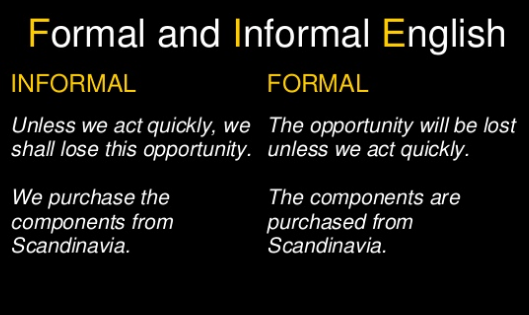 Formal and Informal English
INFORMAL
Unless we act quickly, we
shall lose this opportunity.
We purchase the
components from
Scandinavia.
FORMAL
The opportunity will be lost
unless we act quickly.
The components are
purchased from
Scandinavia.